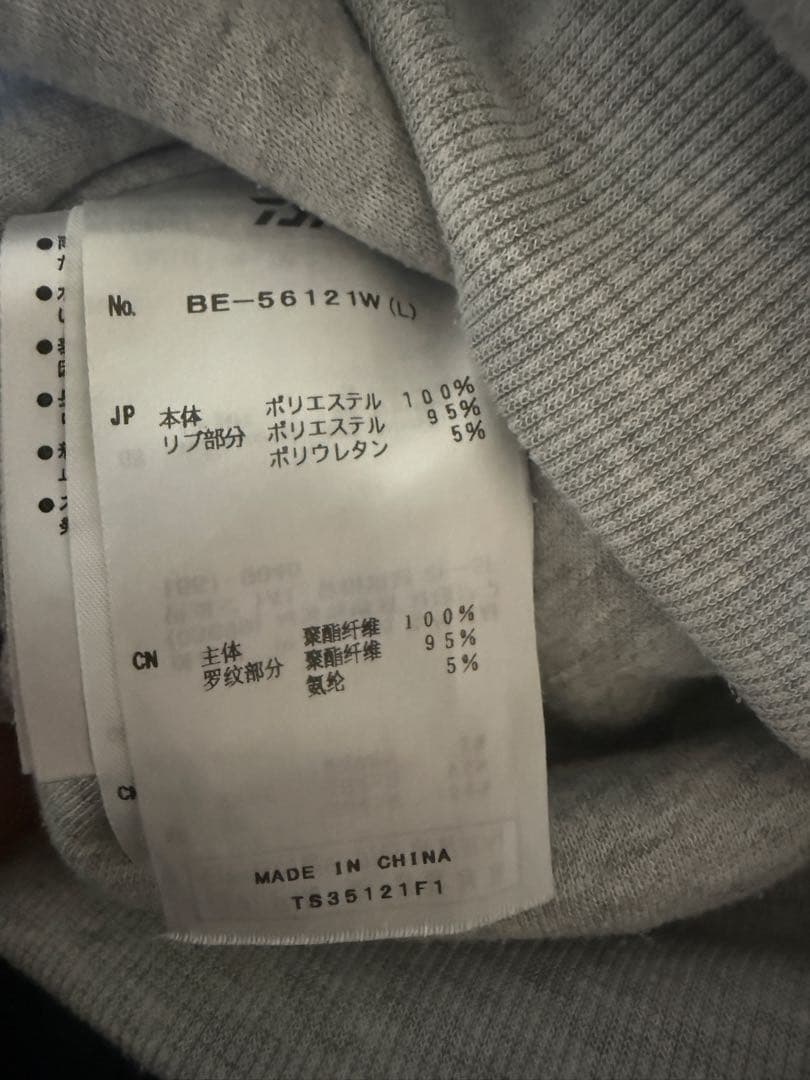 No. BE-56121W(L)
JP 本体 ポリエステル 100%
リブ部分 ポリエステル 95%
ポリウレタン 5%
CN 主体 聚酯纤维 100%
罗纹部分 聚酯纤维 95%
氨纶 5%
MADE IN CHINA
TS35121F1